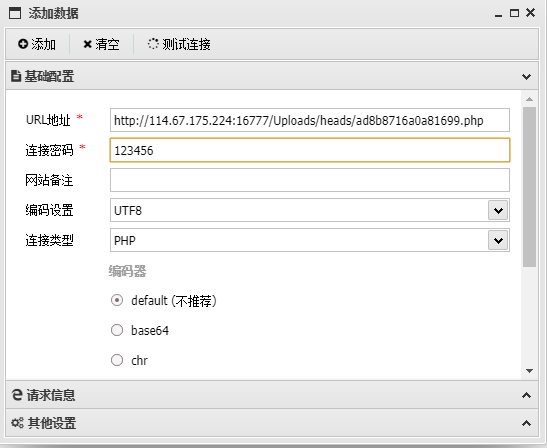 添加数据
添加 清空 测试连接
基础配置
URL地址 * http://114.67.175.224:16777/Uploads/heads/ad8b8716a0a81699.php
连接密码 * 123456
网站备注
编码设置 UTF8
连接类型 PHP
编码器
default (不推荐)
base64
chr
请求信息
其他设置